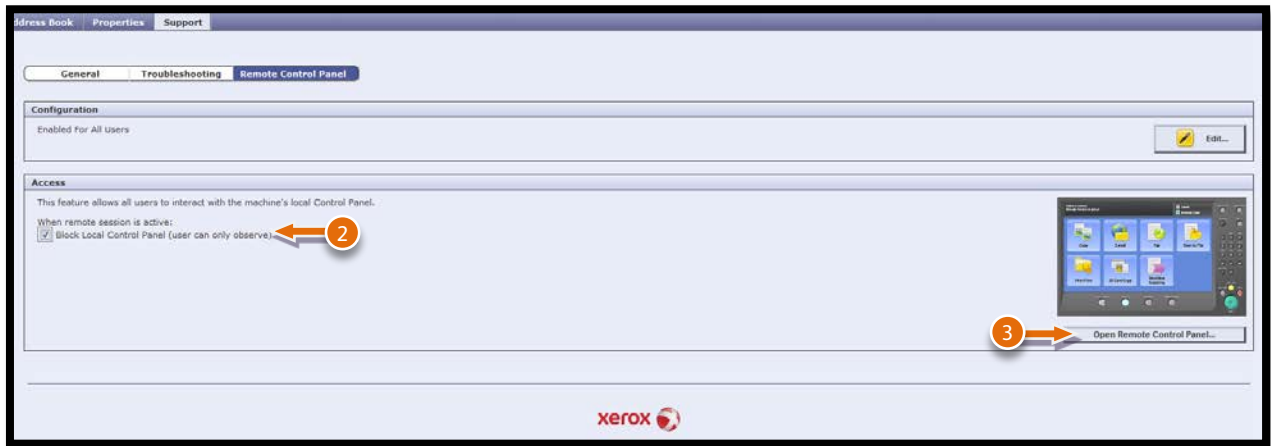 ddress Book Properties Support
General Troubleshooting Remote Control Panel
Configuration
Enabled For All Users
Edit...
Access
This feature allows all users to interact with the machine's local Control Panel.
When remote session is active:
Block Local Control Panel (user can only observe)
2
3
Open Remote Control Panel...
xerox